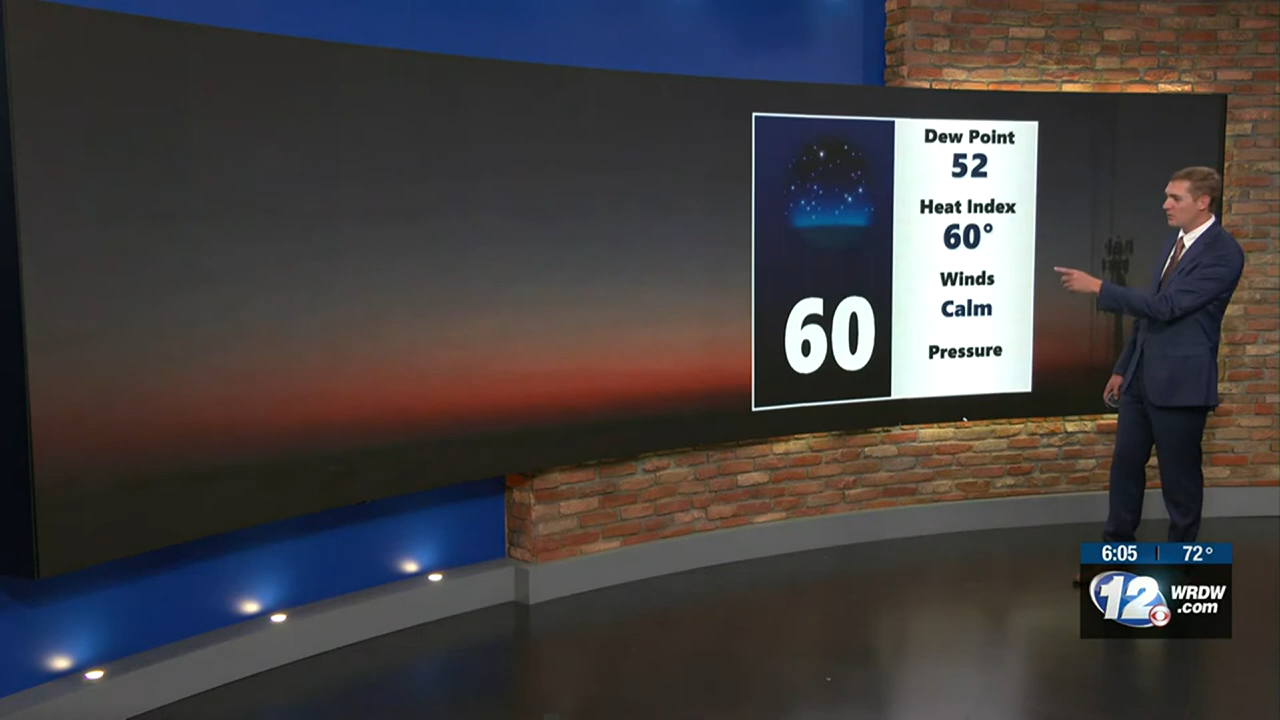 60
Dew Point
52
Heat Index
60°
Winds
Calm
Pressure
6:05 | 72°
12 WRDW
.com